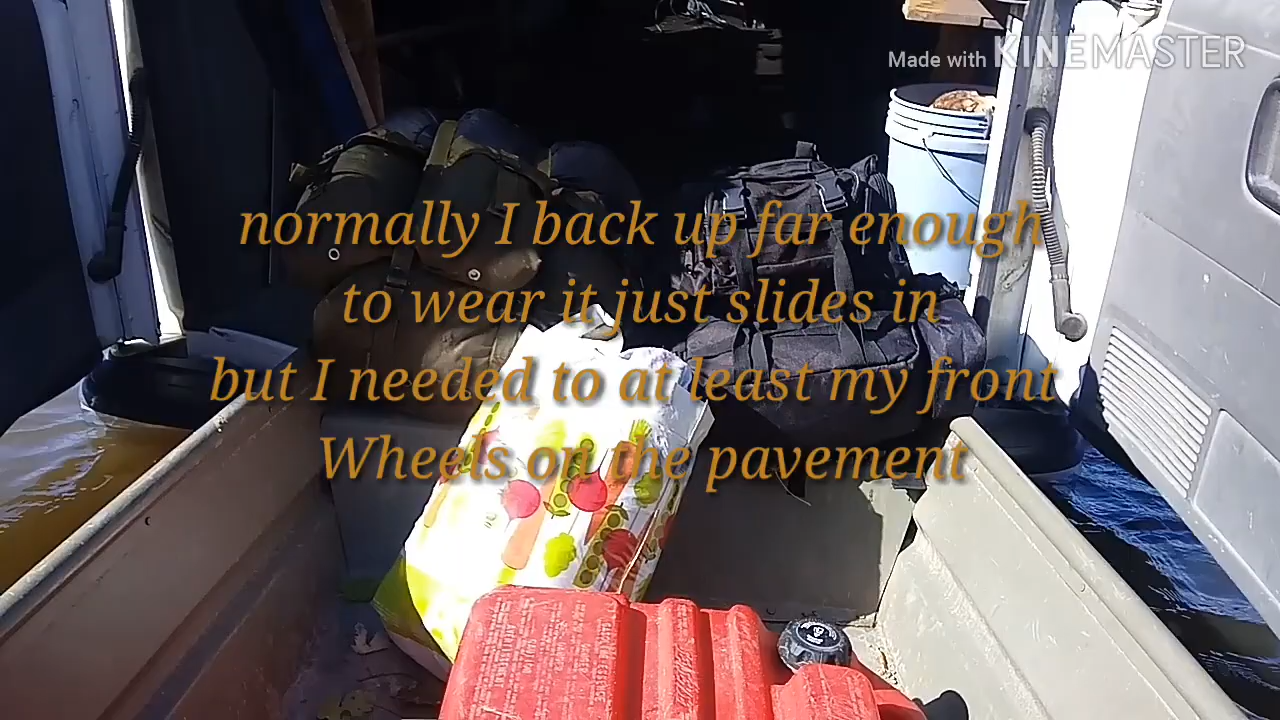 Made with KINEMASTER
normally I back up far enough
to wear it just slides in
but I needed to at least my front
Wheels on the pavement